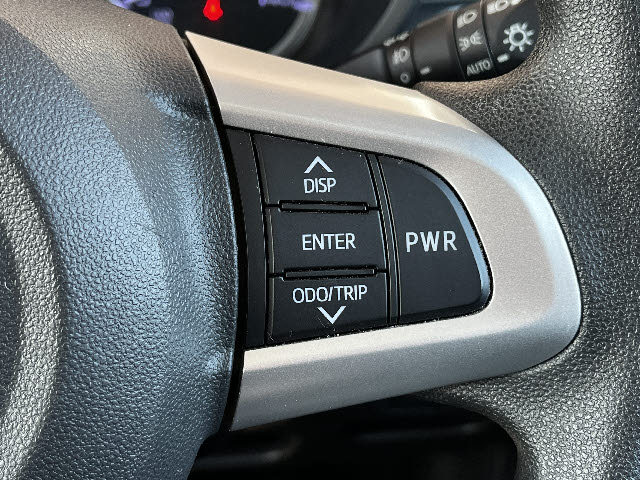 AUTO
DISP
ENTER
PWR
ODO/TRIP